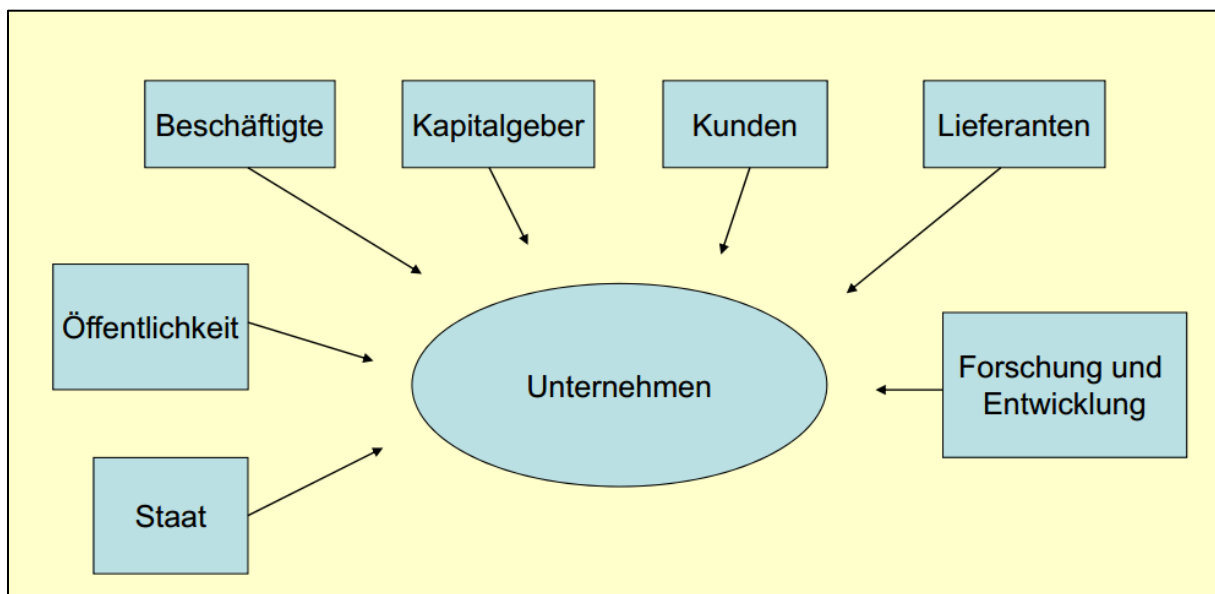 Beschäftigte
Kapitalgeber
Kunden
Lieferanten
Öffentlichkeit
Unternehmen
Forschung und
Entwicklung
Staat